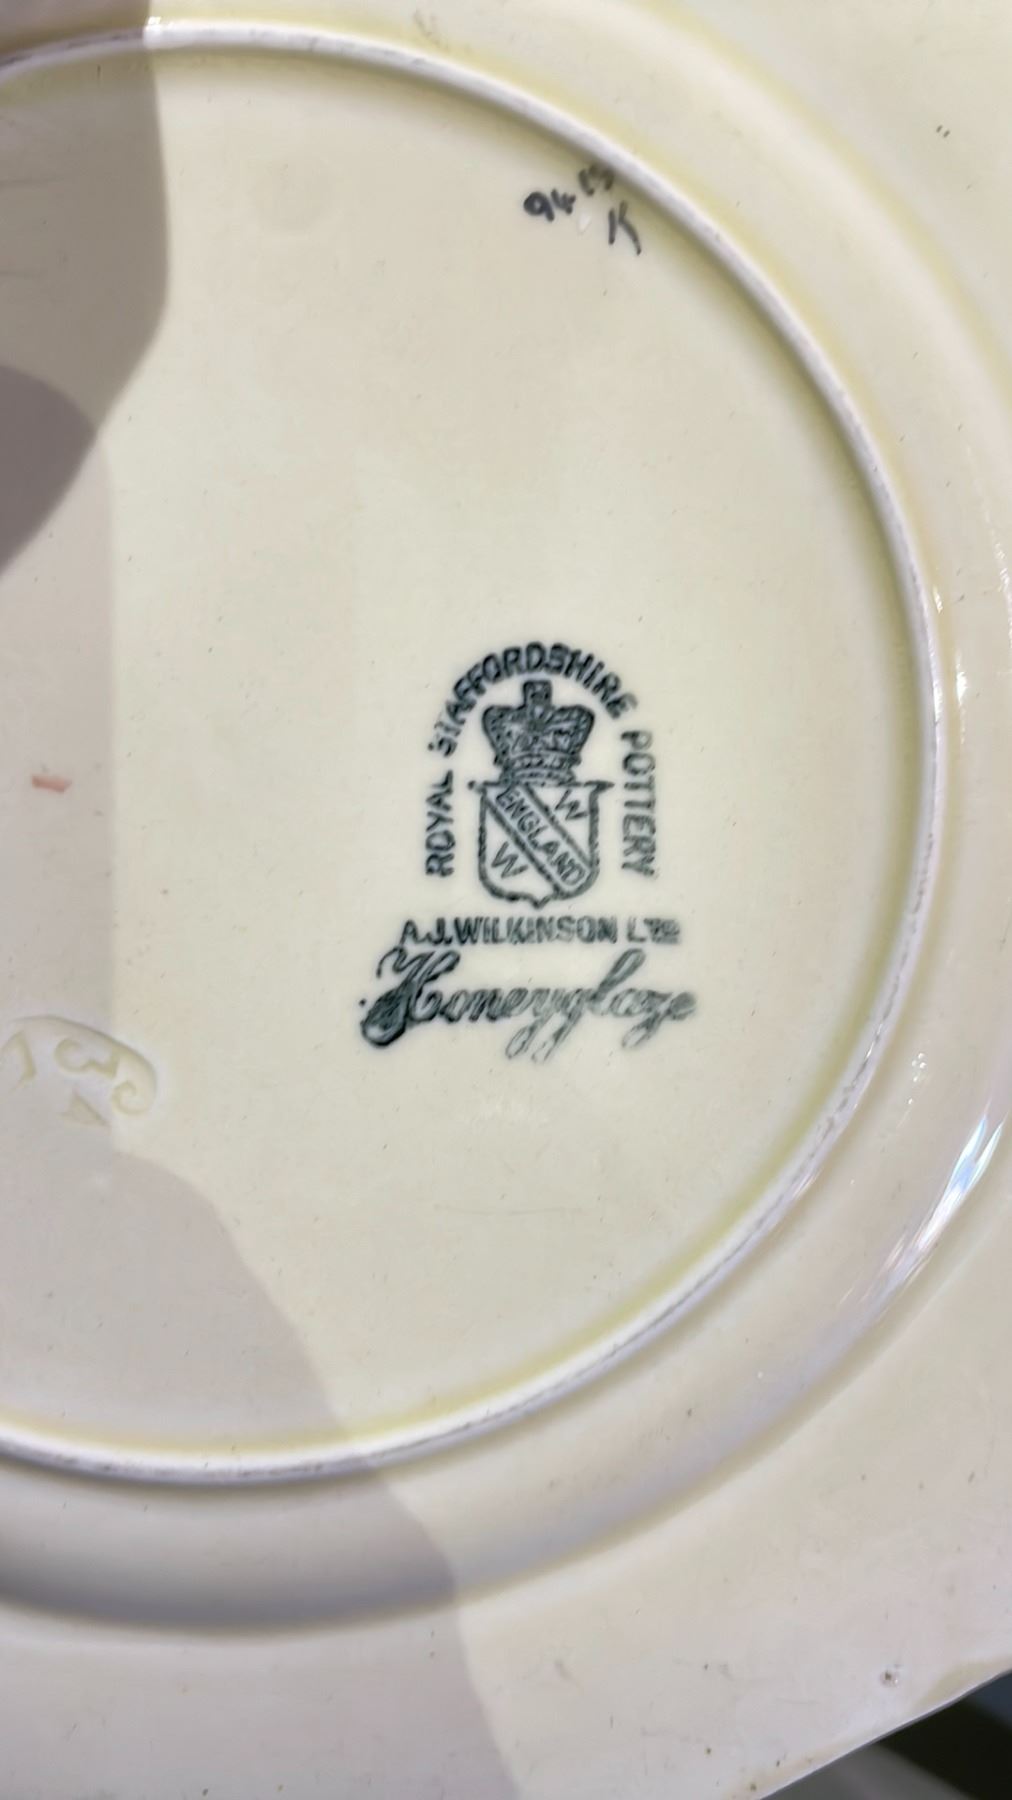 K
ROYAL STAFFORDSHIRE POTTERY
W
ENGLAND
W
A.J. WILKINSON LTD
Honeyglaze